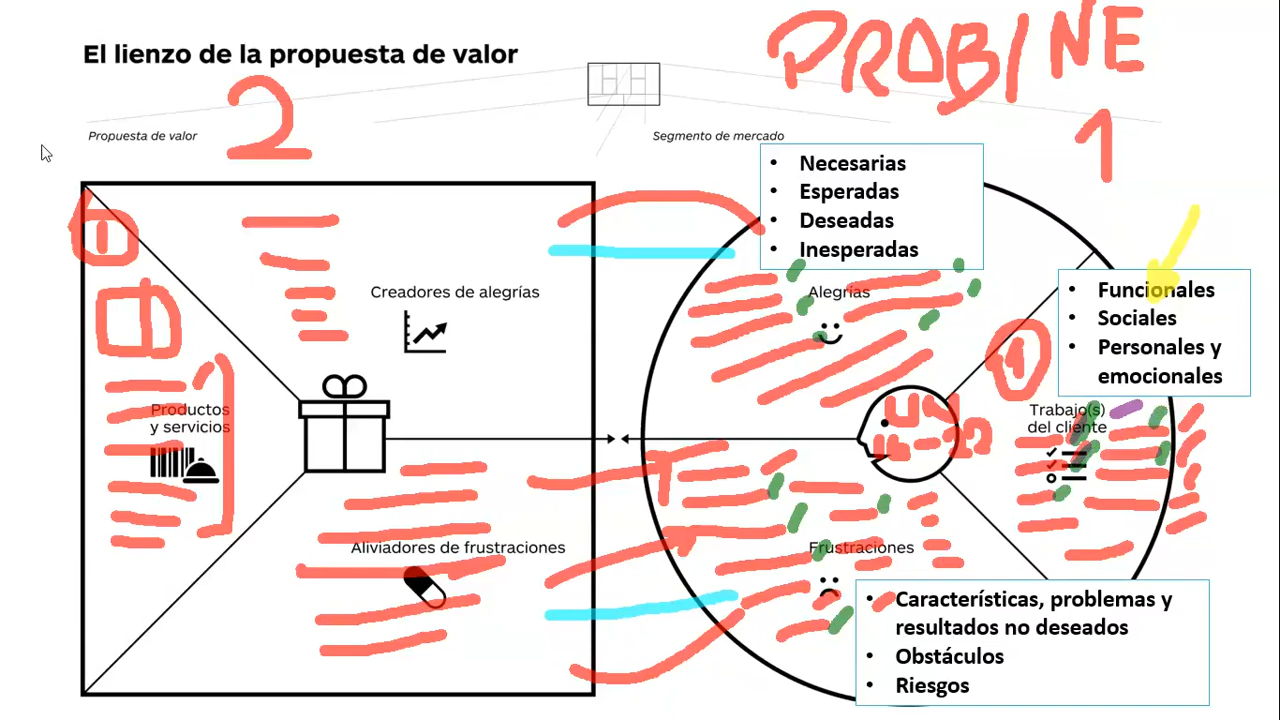 PROBINE
El lienzo de la propuesta de valor
2
Propuesta de valor
Segmento de mercado
1
• Necesarias
• Esperadas
• Deseadas
• Inesperadas
Creadores de alegrías
Alegrías
• Funcionales
• Sociales
• Personales y
emocionales
1
Productos
y servicios
Trabajo(s)
del cliente
Aliviadores de frustraciones
Frustraciones
• Características, problemas y
resultados no deseados
• Obstáculos
• Riesgos